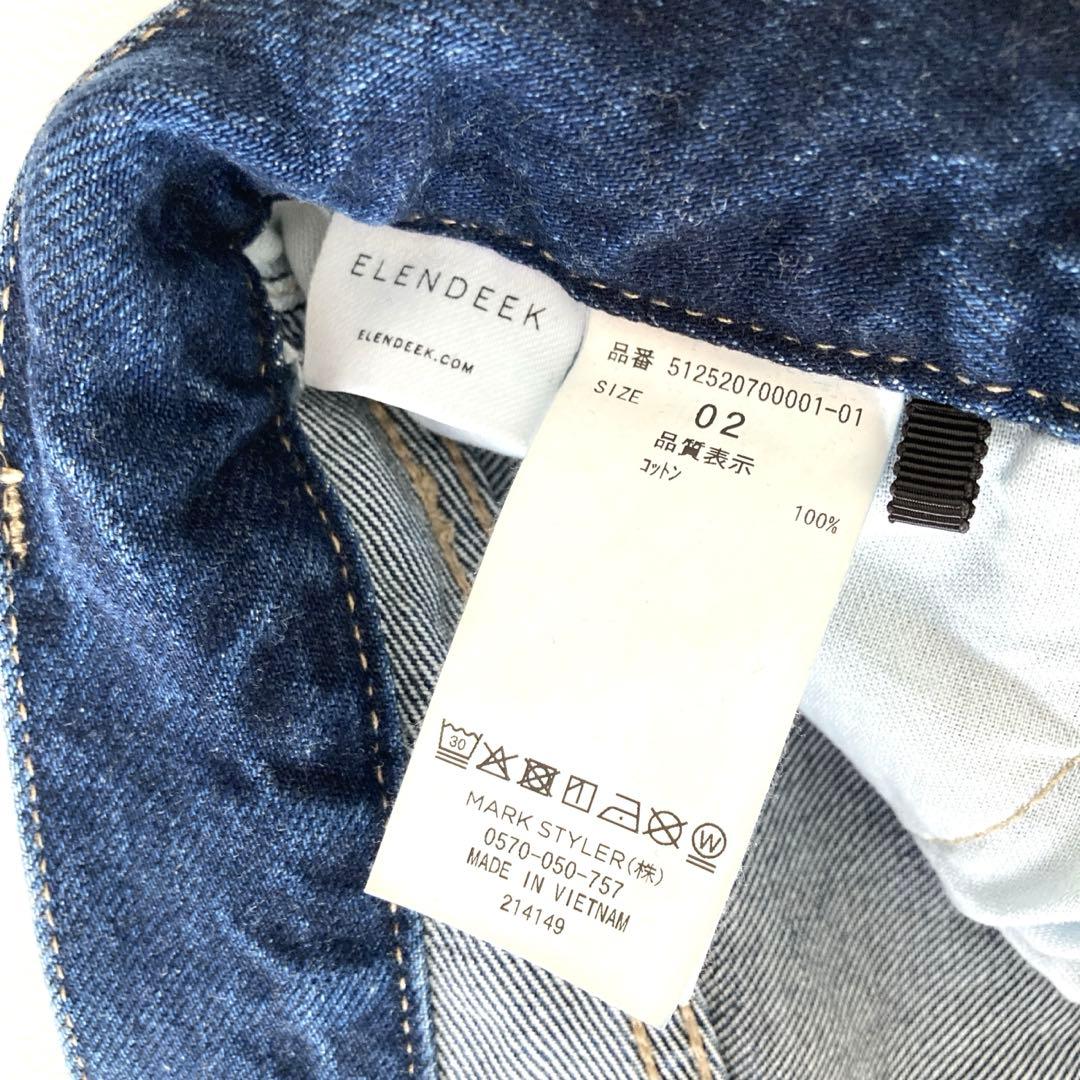 ELENDEEK
ELENDEEK.COM
品番 512520700001-01
SIZE 02
品質表示
コットン
100%
30
W
MARK STYLER(株)
0570-050-757
MADE IN VIETNAM
214149